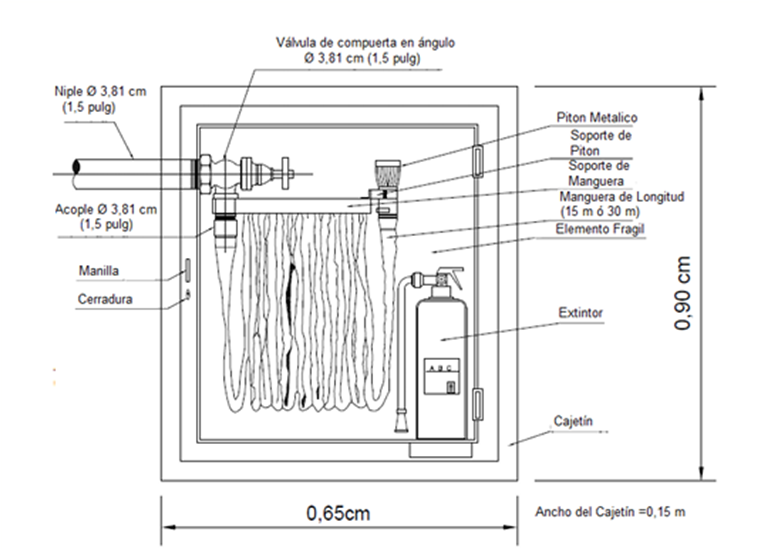 Válvula de compuerta en ángulo
Ø 3,81 cm (1,5 pulg)
Niple Ø 3,81 cm
(1,5 pulg)
Piton Metalico
Soporte de
Piton
Soporte de
Manguera
Manguera de Longitud
(15 m ó 30 m)
Elemento Fragil
Acople Ø 3,81 cm
(1,5 pulg)
Manilla
Cerradura
Extintor
A B C
Cajetín
0,90 cm
0,65cm
Ancho del Cajetín =0,15 m